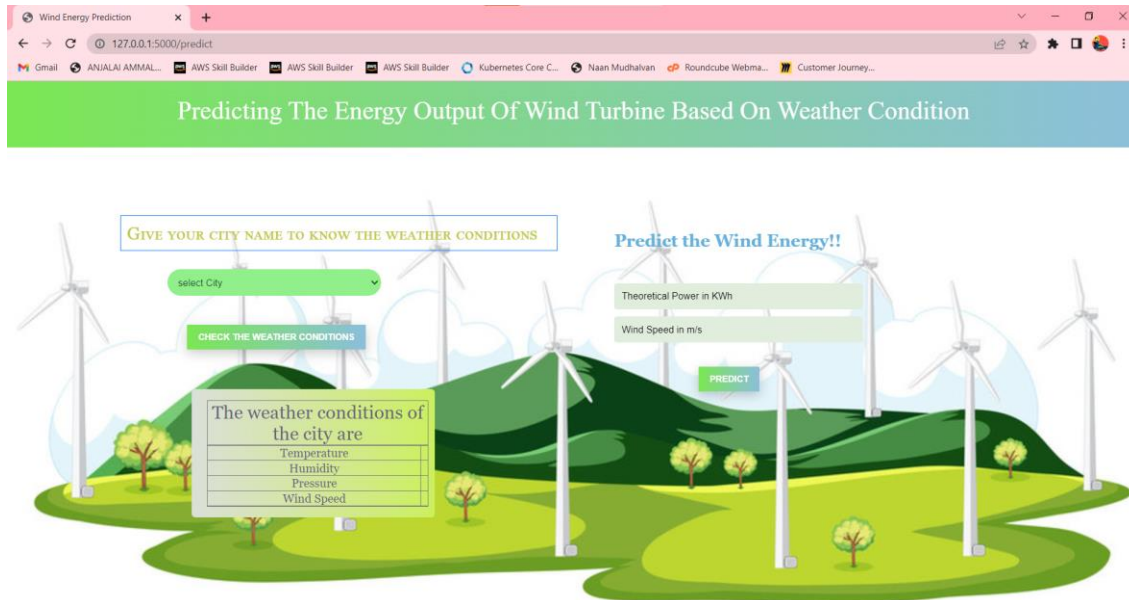 Wind Energy Prediction
127.0.0.1:5000/predict
Gmail ANJALAI AMMAL... AWS Skill Builder AWS Skill Builder AWS Skill Builder Kubernetes Core C... Naan Mudhalvan Roundcube Webma... Customer Journey...
Predicting The Energy Output Of Wind Turbine Based On Weather Condition
GIVE YOUR CITY NAME TO KNOW THE WEATHER CONDITIONS
select City
CHECK THE WEATHER CONDITIONS
The weather conditions of
the city are
Temperature
Humidity
Pressure
Wind Speed
Predict the Wind Energy!!
Theoretical Power in KWh
Wind Speed in m/s
PREDICT